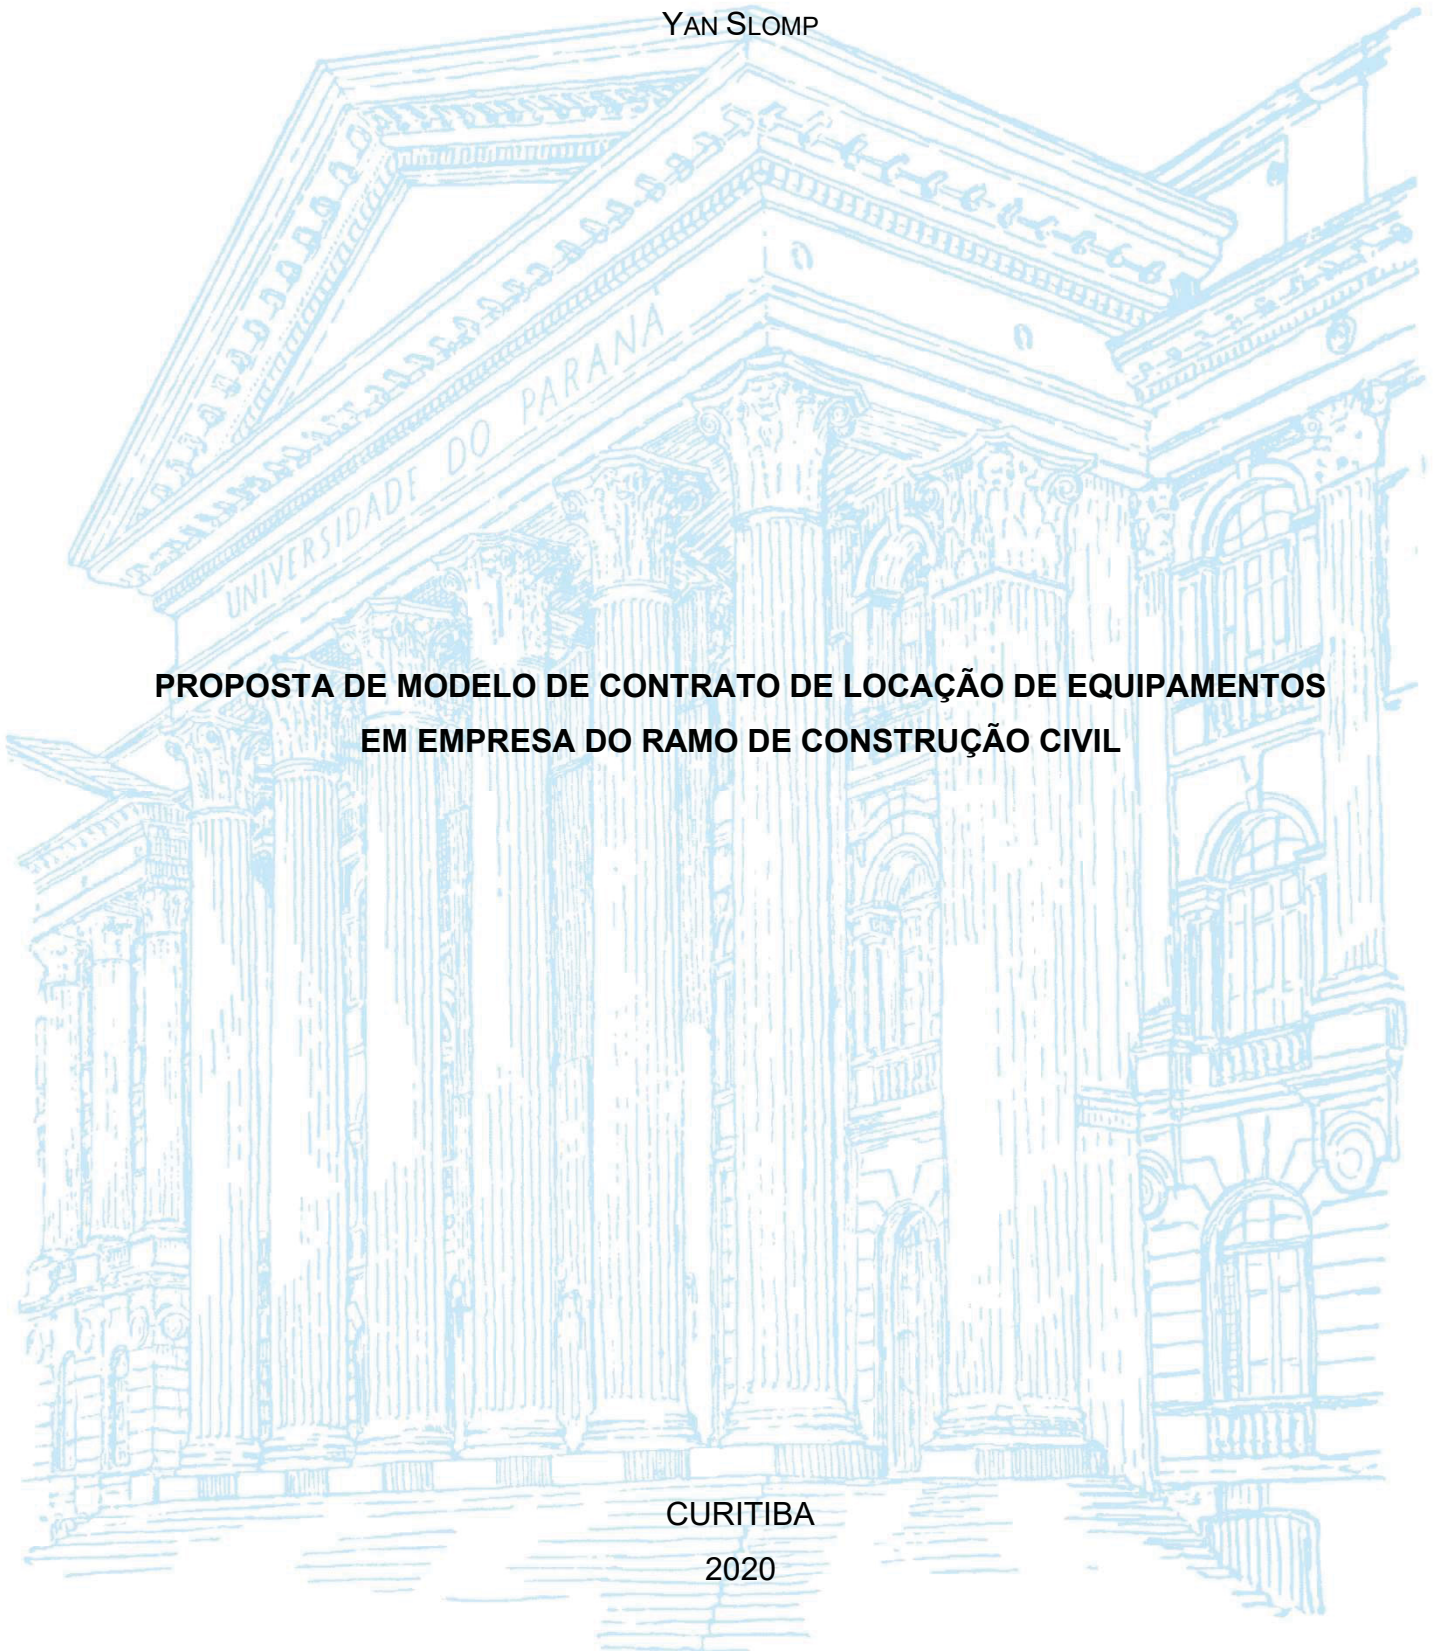 YAN SLOMP
UNIVERSIDADE DO PARANÁ
PROPOSTA DE MODELO DE CONTRATO DE LOCAÇÃO DE EQUIPAMENTOS
EM EMPRESA DO RAMO DE CONSTRUÇÃO CIVIL
CURITIBA
2020